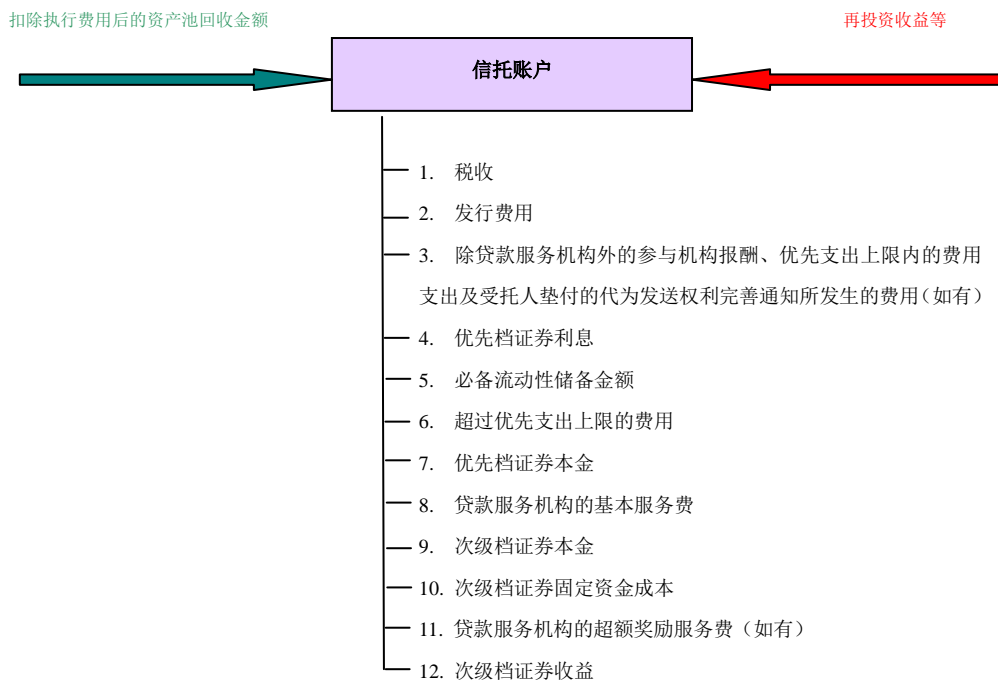 扣除执行费用后的资产池回收金额
再投资收益等
信托账户
1. 税收
2. 发行费用
3. 除贷款服务机构外的参与机构报酬、优先支出上限内的费用
支出及受托人垫付的代为发送权利完善通知所发生的费用（如有）
4. 优先档证券利息
5. 必备流动性储备金额
6. 超过优先支出上限的费用
7. 优先档证券本金
8. 贷款服务机构的基本服务费
9. 次级档证券本金
10. 次级档证券固定资金成本
11. 贷款服务机构的超额奖励服务费（如有）
12. 次级档证券收益